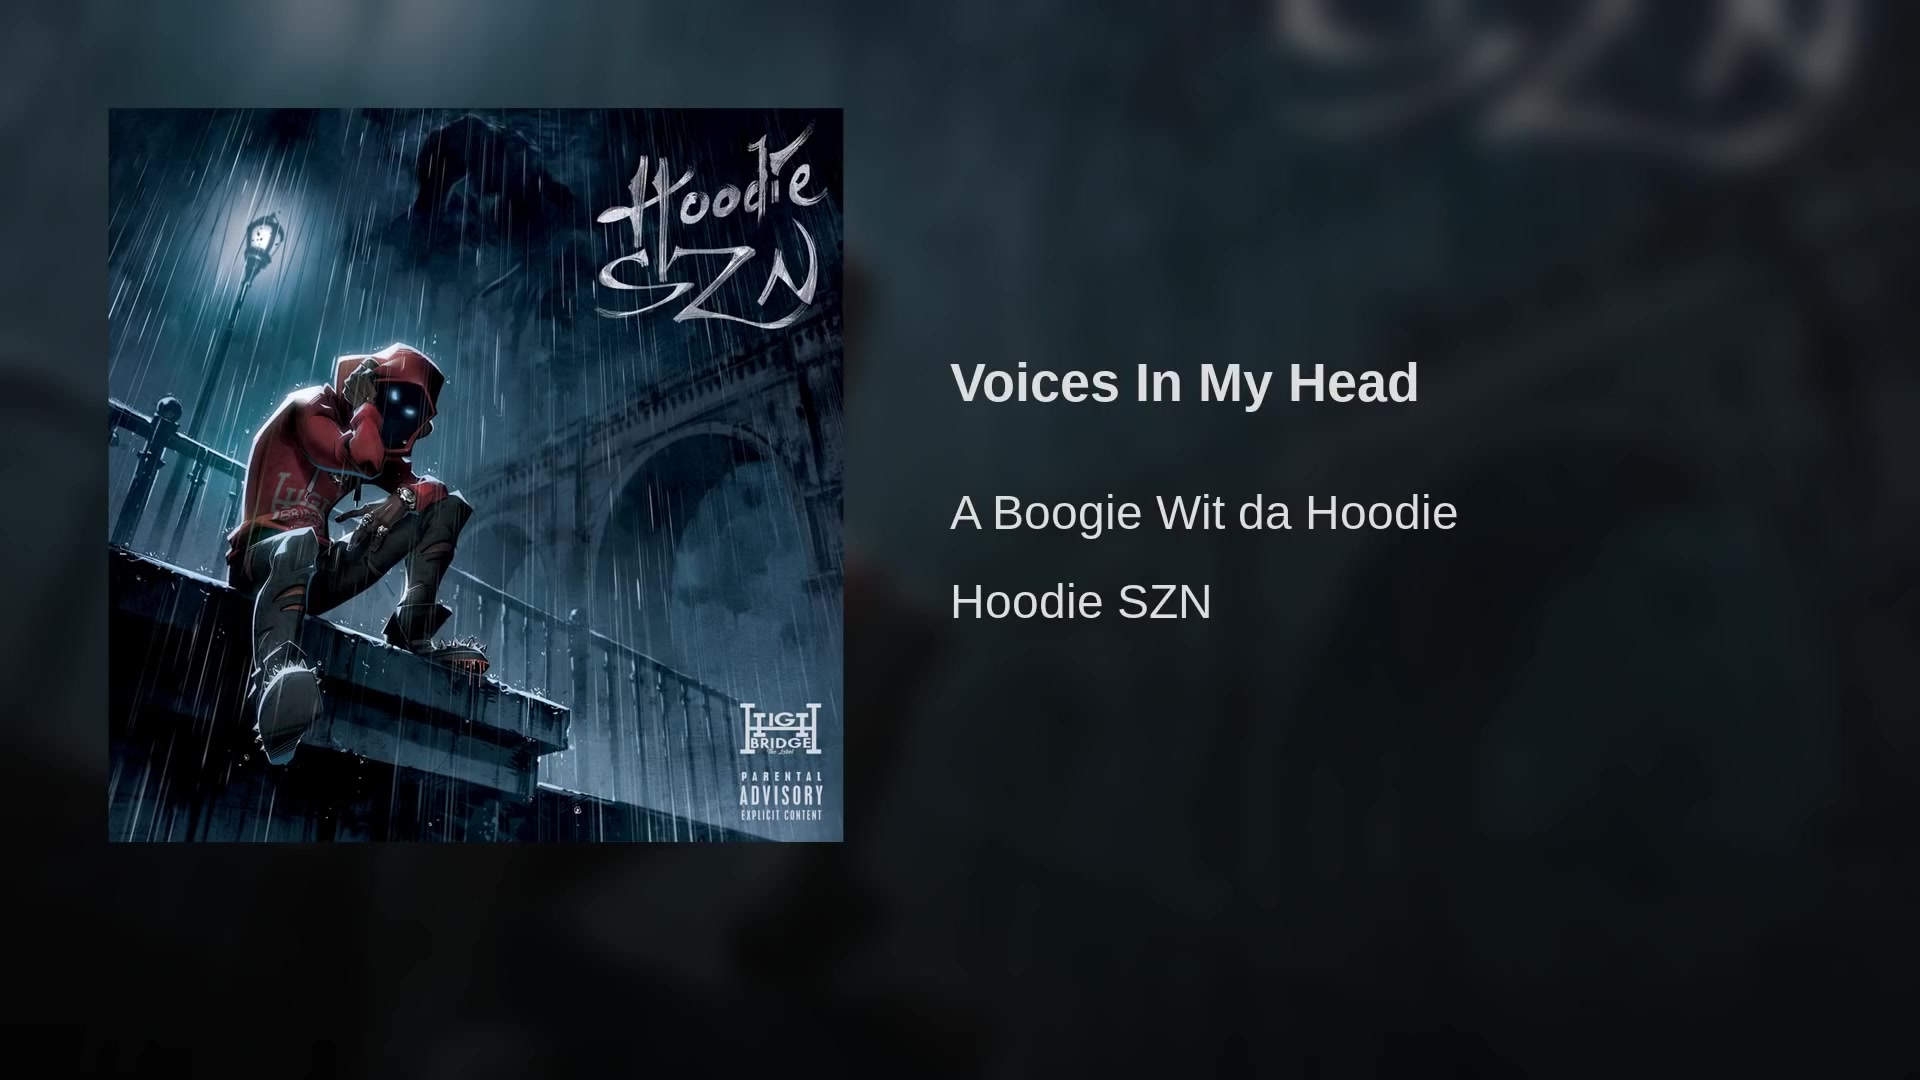 Hoodie
SZN
HIGH
BRIDGE
the Label
PARENTAL
ADVISORY
EXPLICIT CONTENT
Voices In My Head
A Boogie Wit da Hoodie
Hoodie SZN